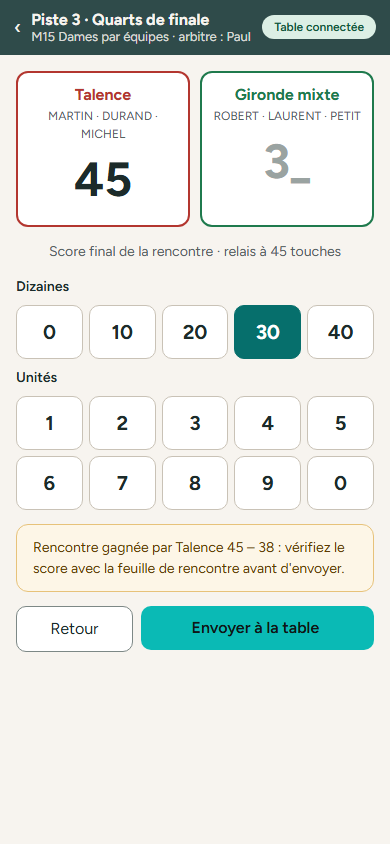 ‹ Piste 3 · Quarts de finale
M15 Dames par équipes · arbitre : Paul
Table connectée
Talence
MARTIN · DURAND ·
MICHEL
45
Gironde mixte
ROBERT · LAURENT · PETIT
3_
Score final de la rencontre · relais à 45 touches
Dizaines
0 10 20 30 40
Unités
1 2 3 4 5
6 7 8 9 0
Rencontre gagnée par Talence 45 – 38 : vérifiez le
score avec la feuille de rencontre avant d'envoyer.
Retour
Envoyer à la table